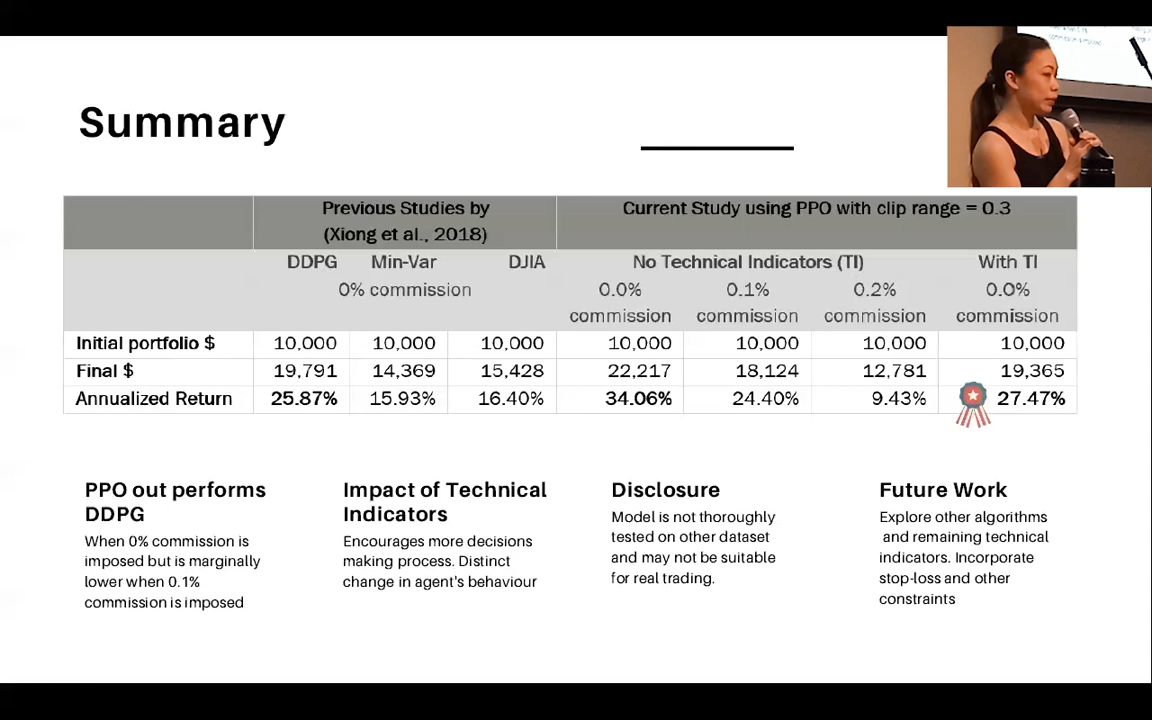 Summary
Previous Studies by
(Xiong et al., 2018)
Current Study using PPO with clip range = 0.3
DDPG Min-Var DJIA No Technical Indicators (TI) With TI
0% commission 0.0% 0.1% 0.2% 0.0%
commission commission commission commission
Initial portfolio $ 10,000 10,000 10,000 10,000 10,000 10,000 10,000
Final $ 19,791 14,369 15,428 22,217 18,124 12,781 19,365
Annualized Return 25.87% 15.93% 16.40% 34.06% 24.40% 9.43% 27.47%
PPO out performs
DDPG
When 0% commission is
imposed but is marginally
lower when 0.1%
commission is imposed
Impact of Technical
Indicators
Encourages more decisions
making process. Distinct
change in agent's behaviour
Disclosure
Model is not thoroughly
tested on other dataset
and may not be suitable
for real trading.
Future Work
Explore other algorithms
and remaining technical
indicators. Incorporate
stop-loss and other
constraints